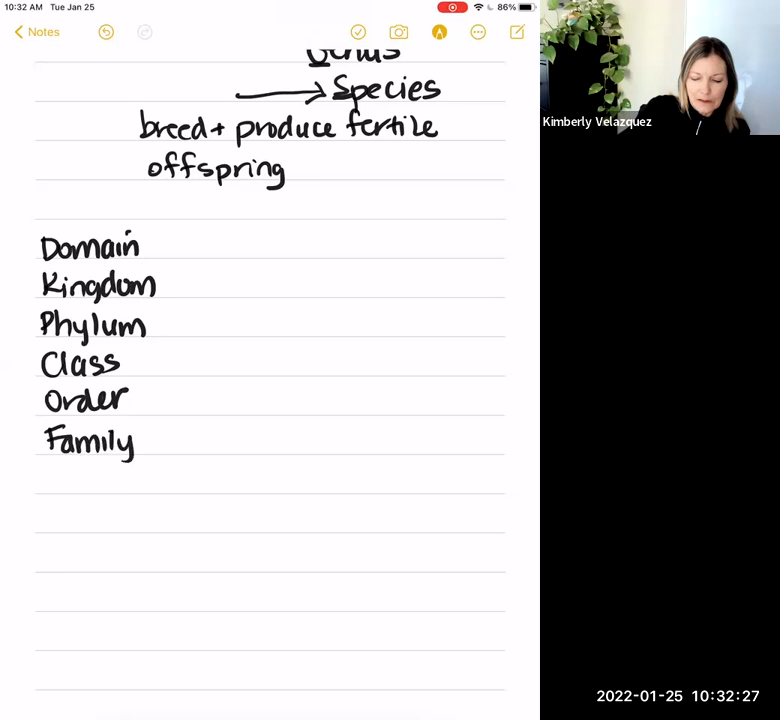 10:32 AM Tue Jan 25
86%
Notes
Genus
Species
breed + produce fertile
offspring
Kimberly Velazquez
Domain
Kingdom
Phylum
Class
Order
Family
2022-01-25 10:32:27